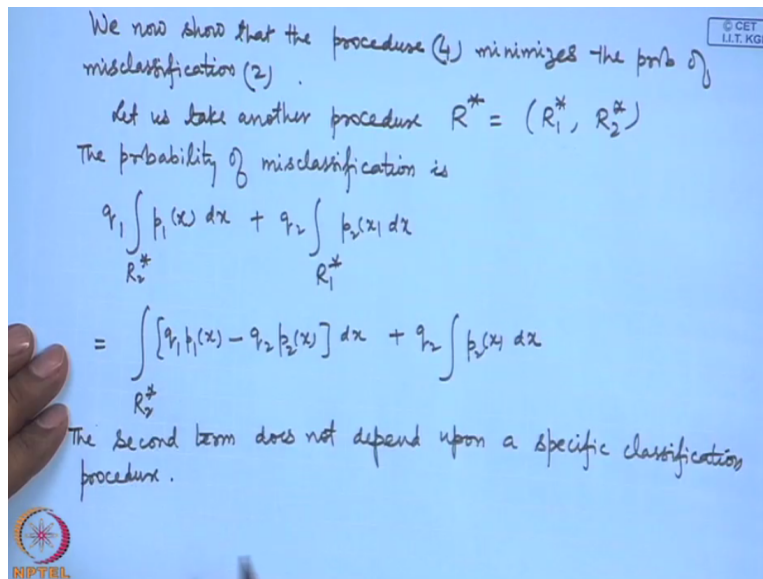 We now show that the procedure (4) minimizes the prob of
© CET
I.I.T. KGP
misclassification (2).
Let us take another procedure R* = (R₁*, R₂*)
The probability of misclassification is
q₁ ∫_{R₂*} p₁(x) dx + q₂ ∫_{R₁*} p₂(x) dx
= ∫_{R₂*} [q₁ p₁(x) − q₂ p₂(x)] dx + q₂ ∫ p₂(x) dx
The second term does not depend upon a specific classification
procedure.
NPTEL